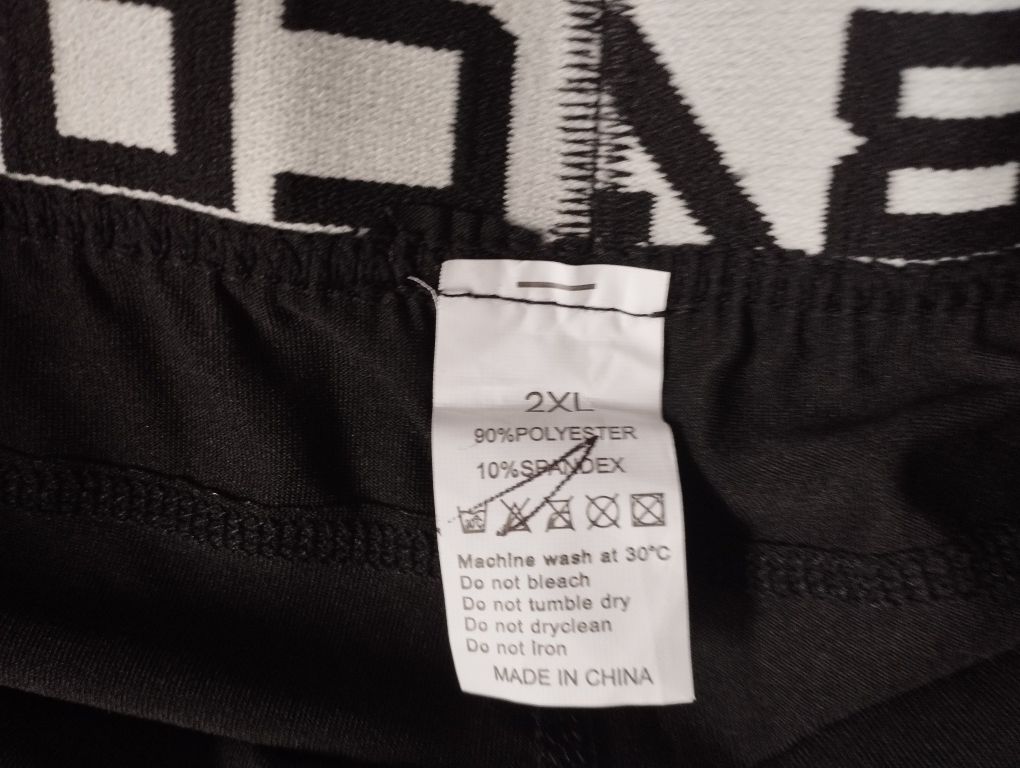 2XL
90%POLYESTER
10%SPANDEX
Machine wash at 30°C
Do not bleach
Do not tumble dry
Do not dryclean
Do not Iron
MADE IN CHINA